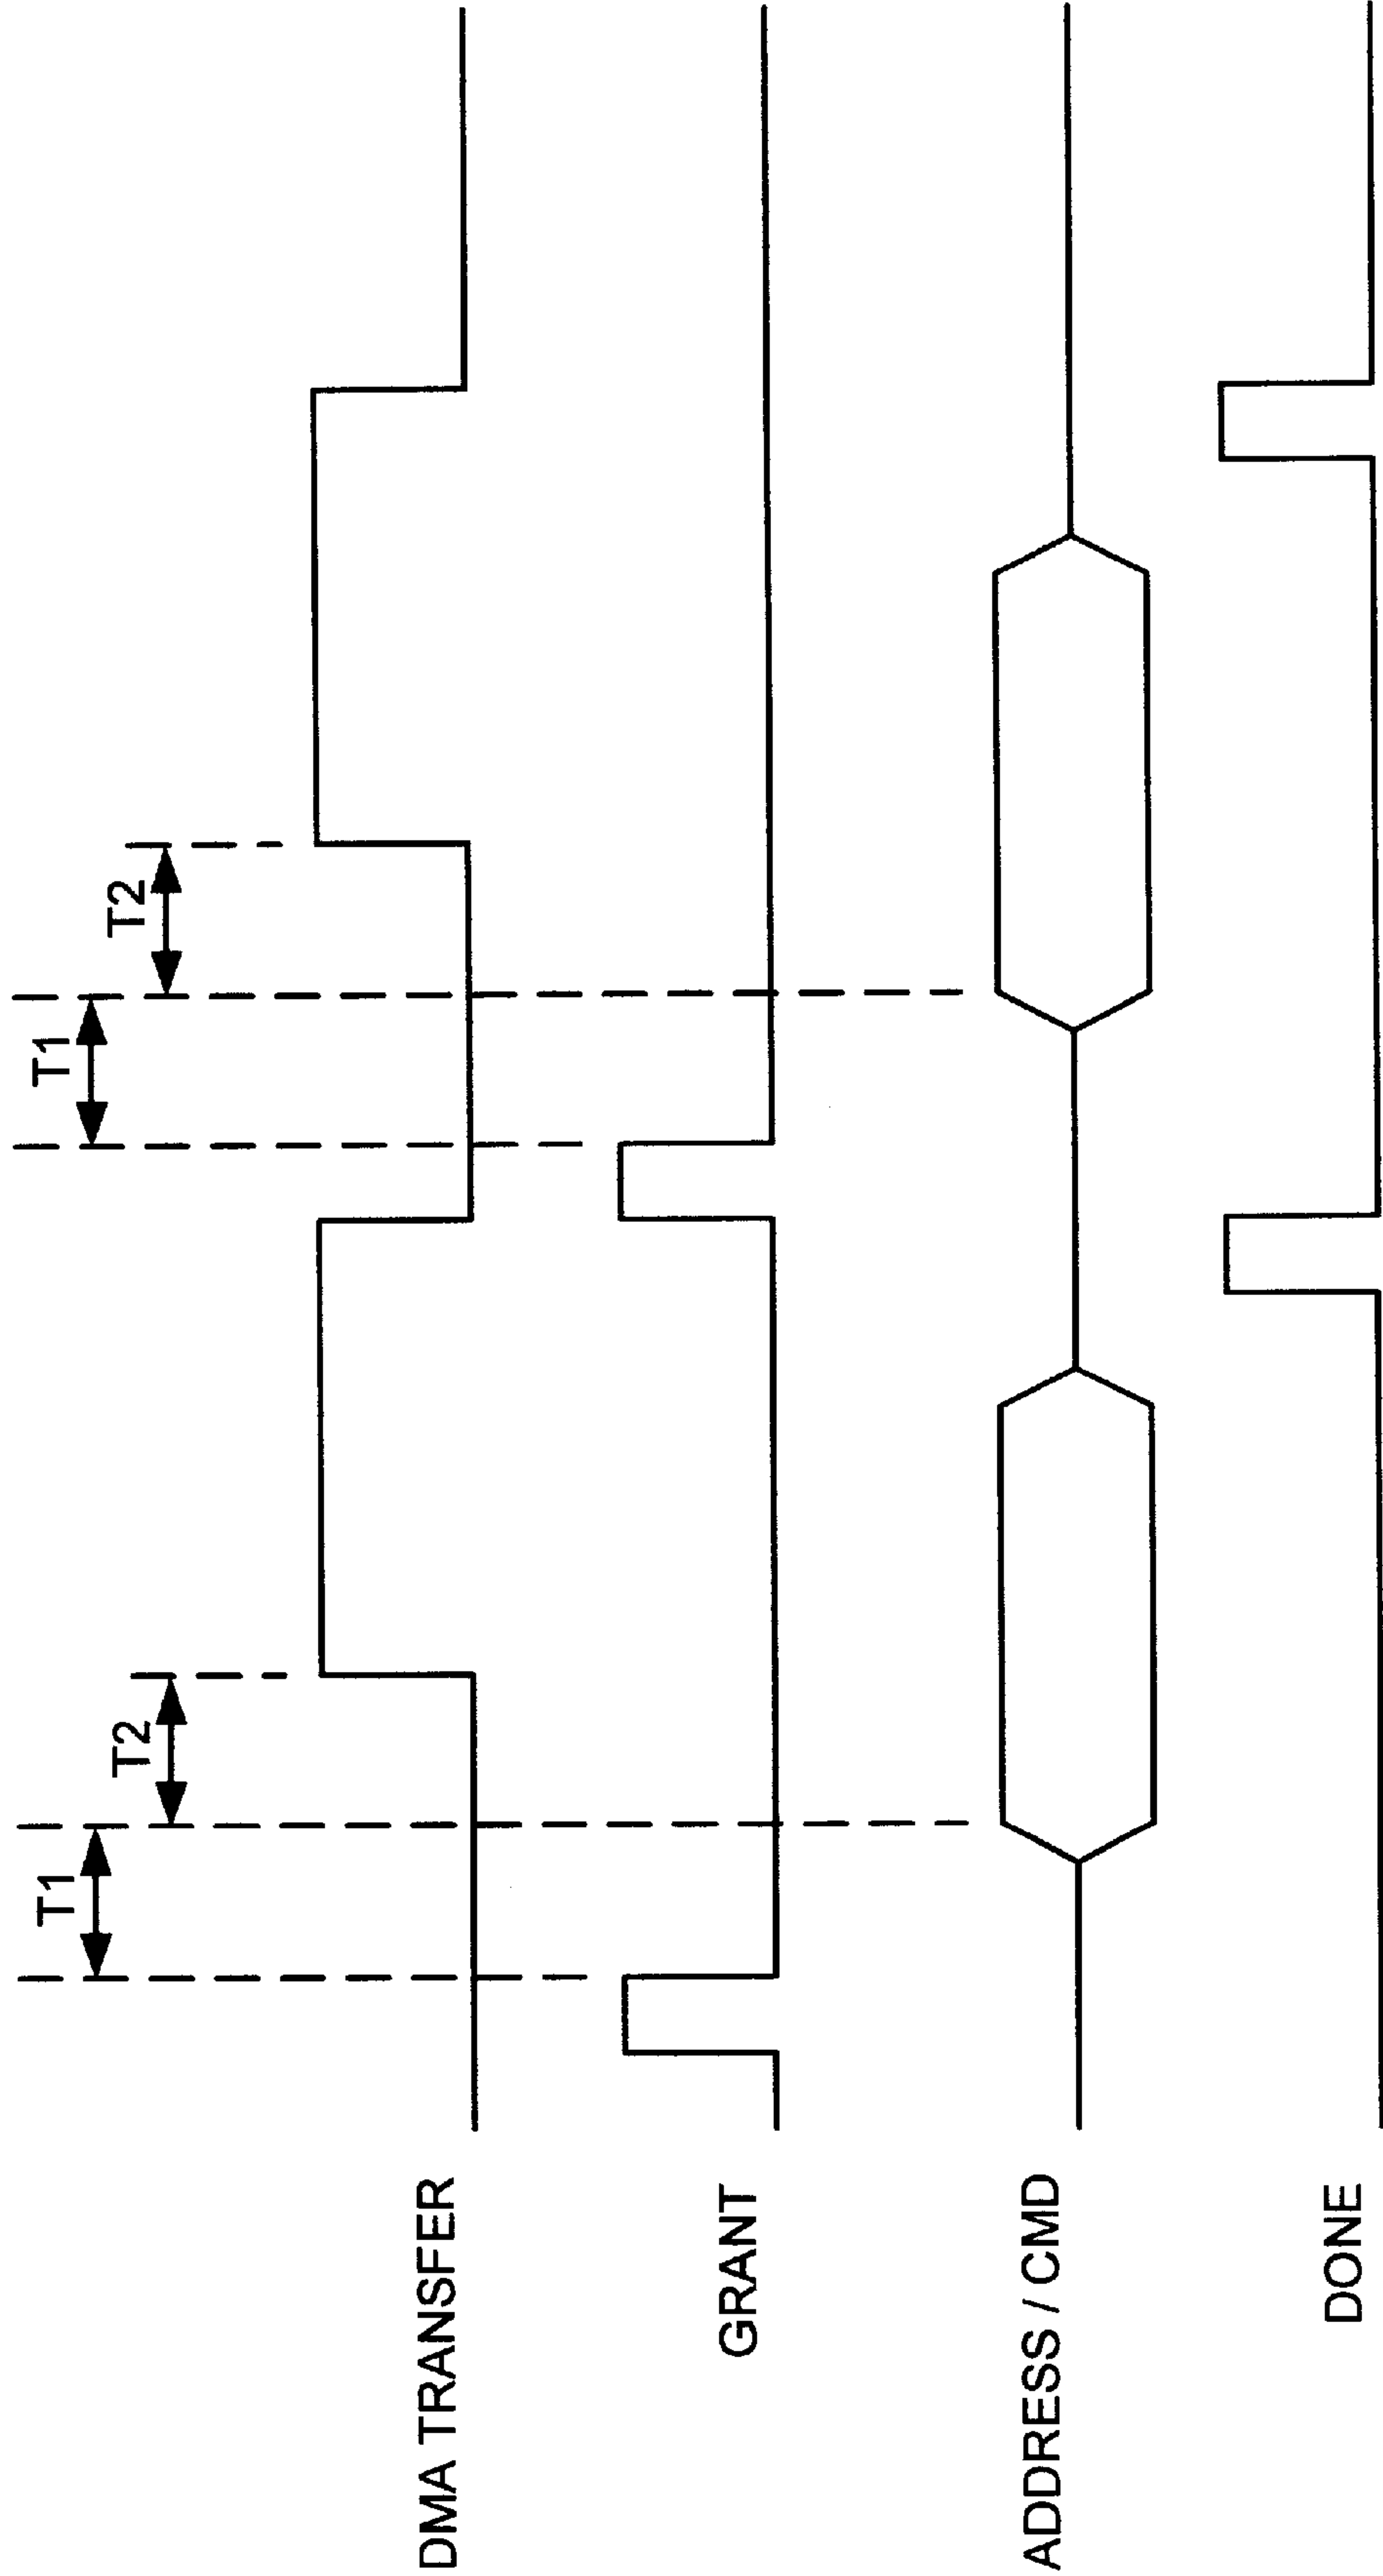 T1
T2
T1
T2
DMA TRANSFER
GRANT
ADDRESS / CMD
DONE